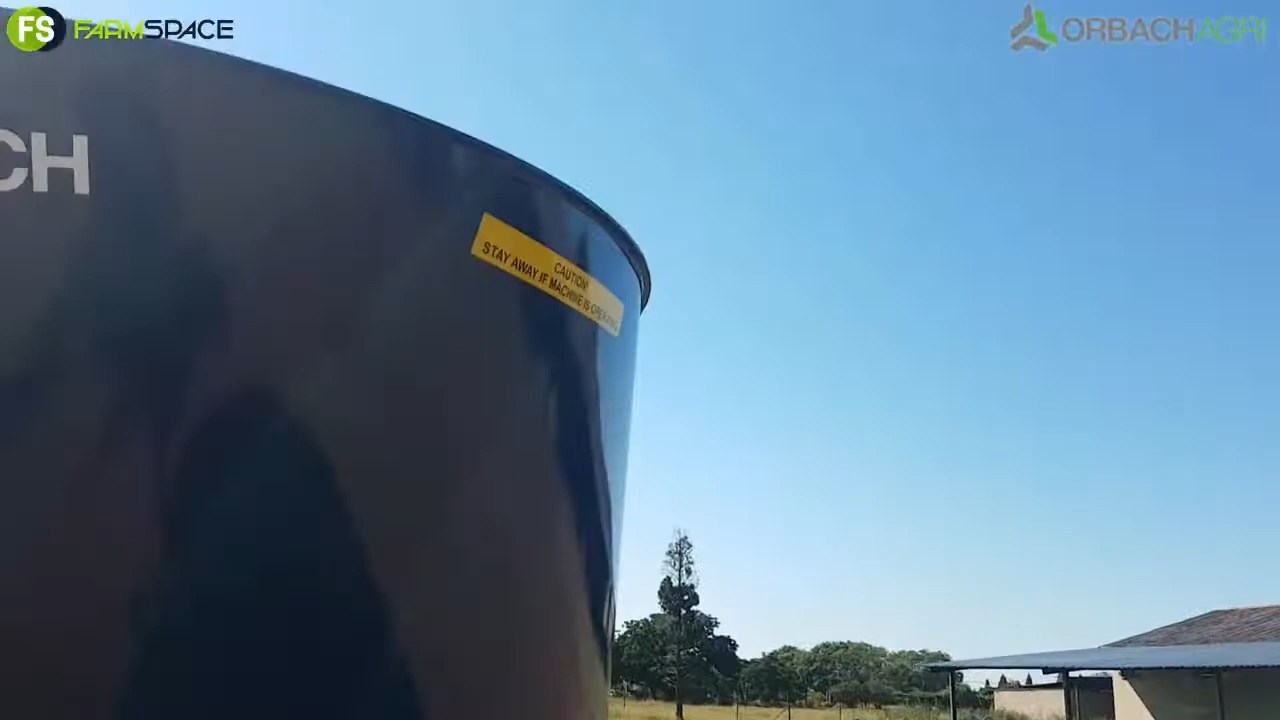 FS FARMSPACE
ORBACHAGRI
CH
CAUTION!
STAY AWAY IF MACHINE IS OPERATING